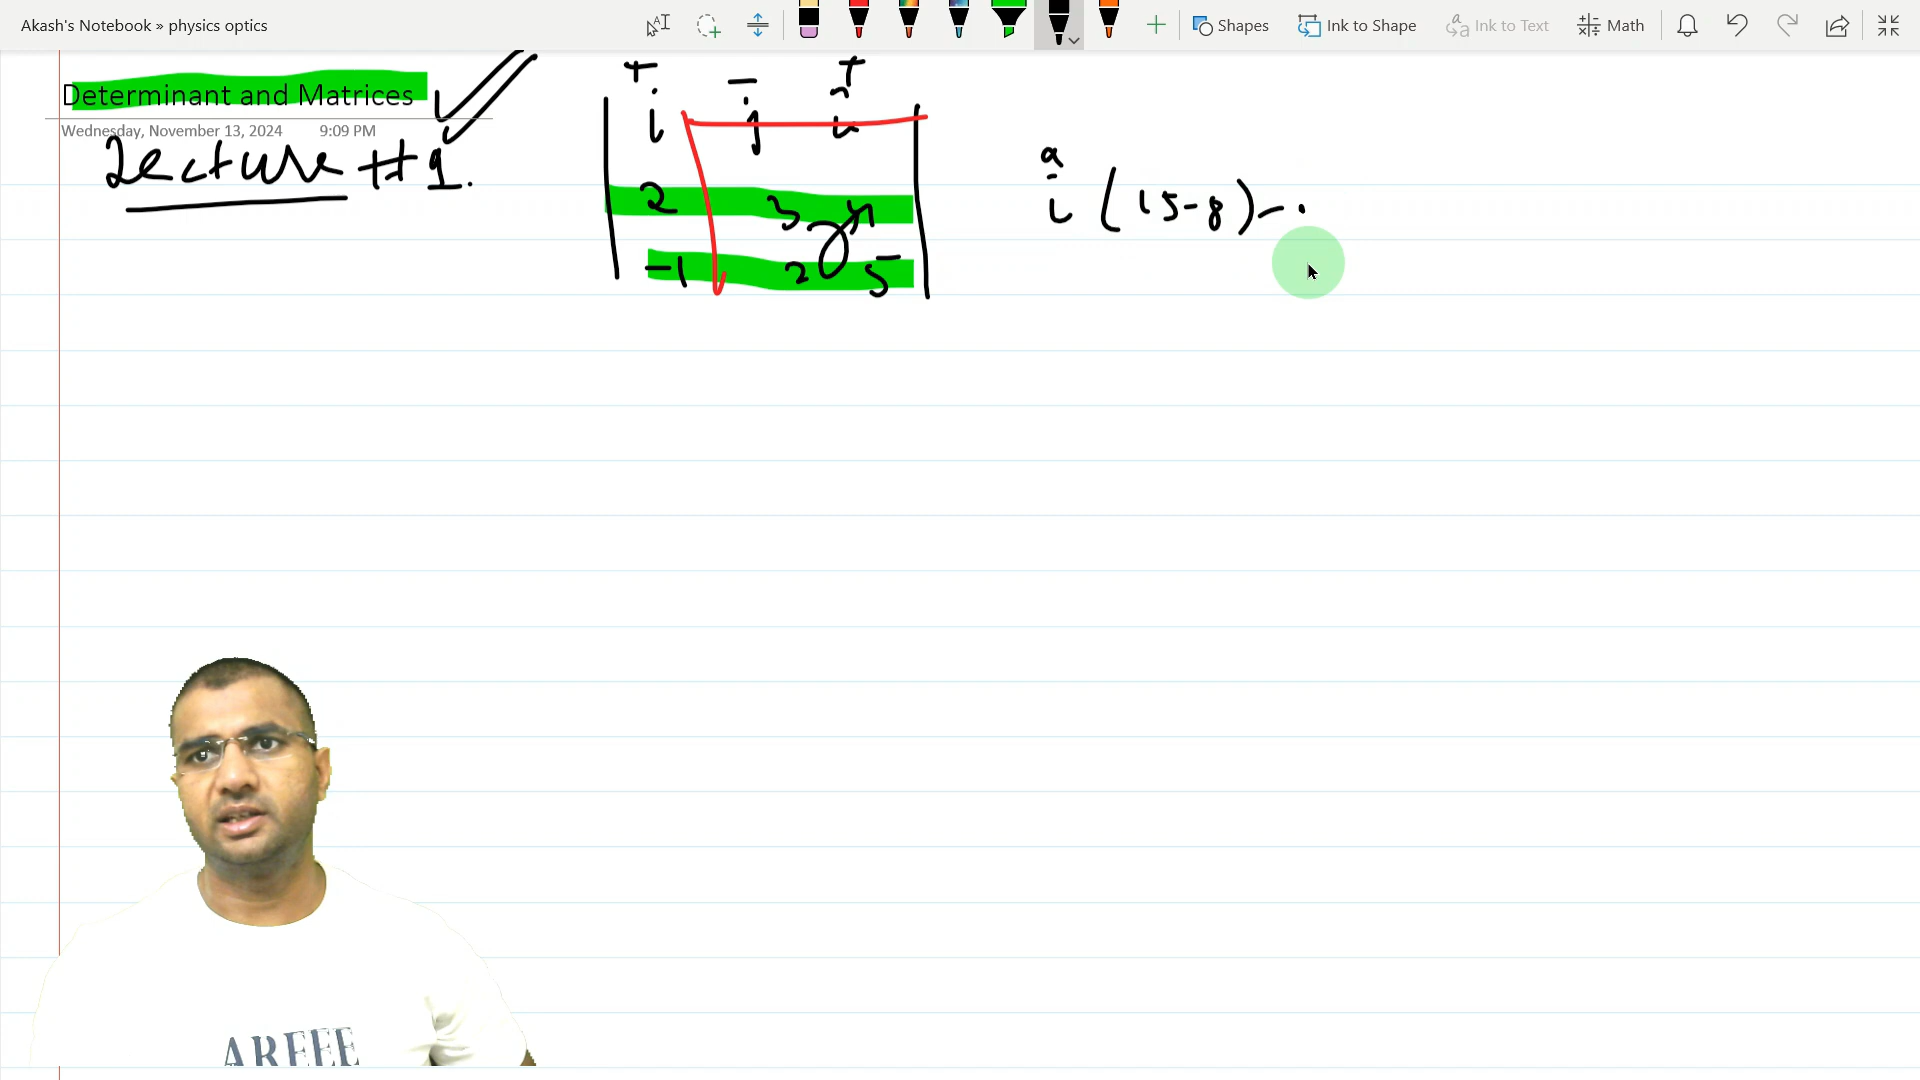 Akash's Notebook » physics optics
Shapes
Ink to Shape
Ink to Text
Math
Determinant and Matrices
Wednesday, November 13, 2024 9:09 PM
Lecture #1.
+ - +
i j k
2 3 4
-1 2 5
i (15-8) - .
AREEE